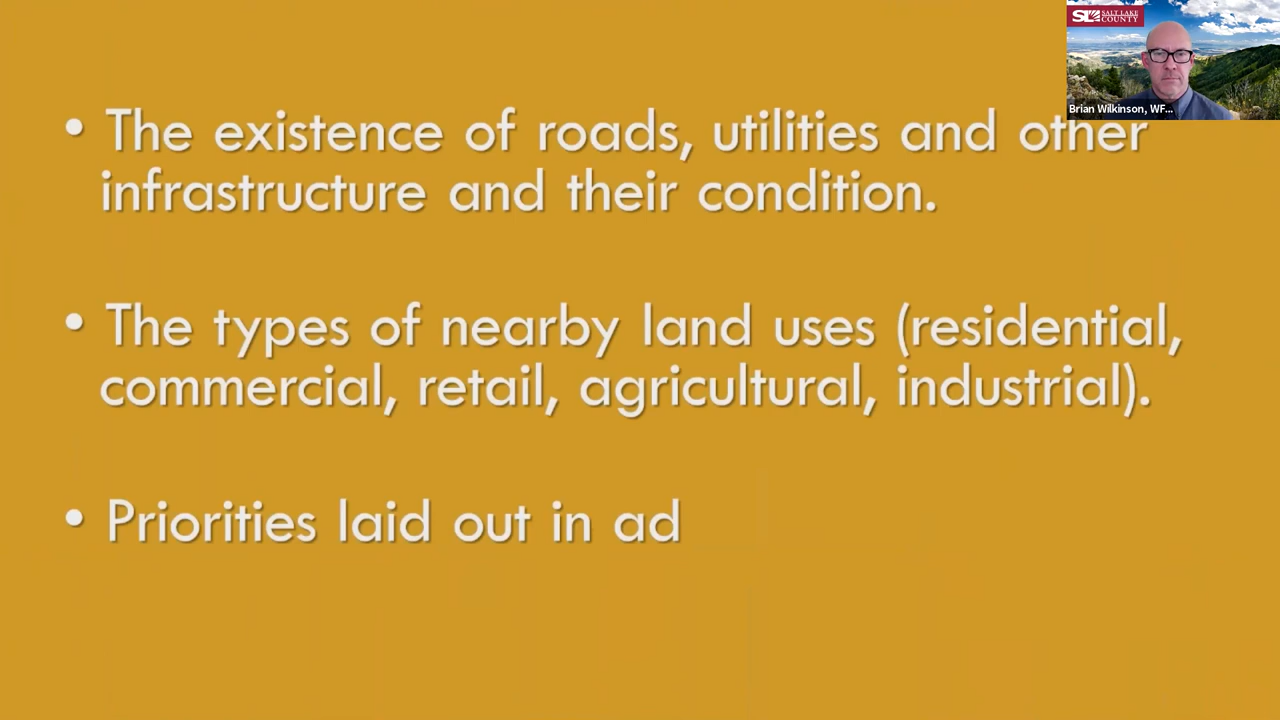 SL SALT LAKE
COUNTY
Brian Wilkinson, WF...
• The existence of roads, utilities and other
infrastructure and their condition.
• The types of nearby land uses (residential,
commercial, retail, agricultural, industrial).
• Priorities laid out in ad